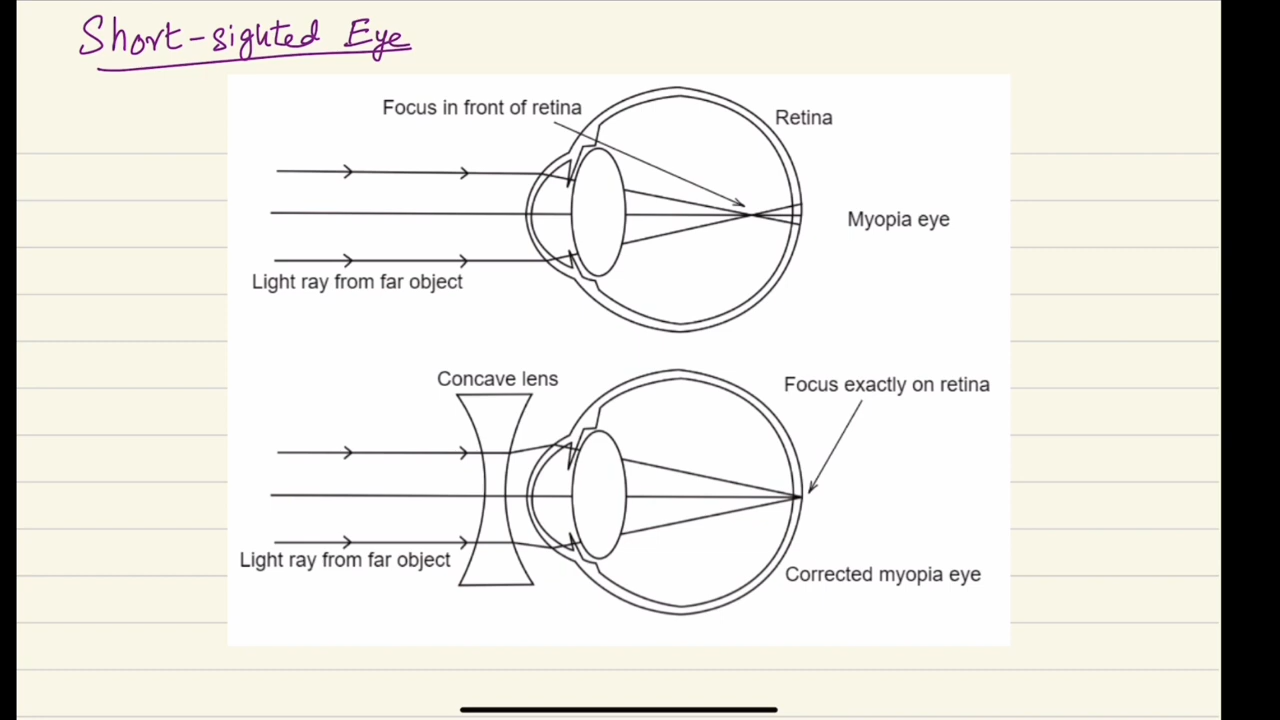 Short-sighted Eye
Focus in front of retina
Retina
Myopia eye
Light ray from far object
Concave lens
Focus exactly on retina
Light ray from far object
Corrected myopia eye